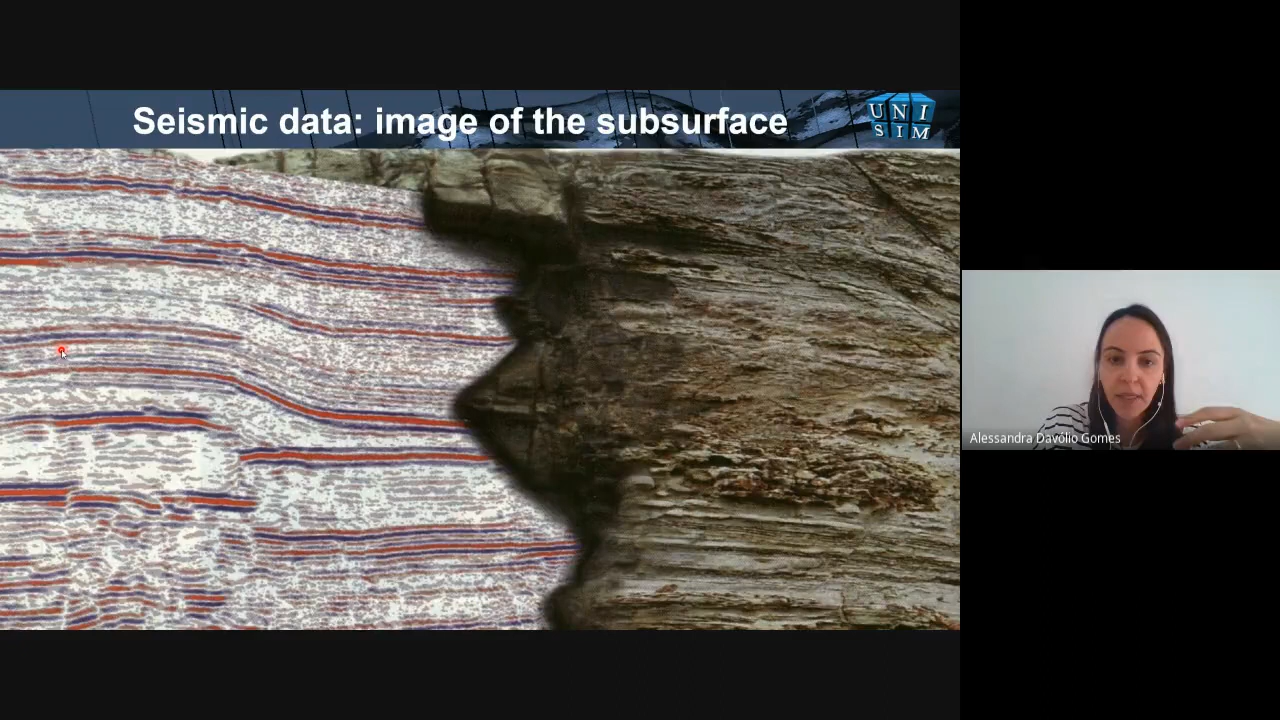 Seismic data: image of the subsurface
UNI
SIM
Alessandra Davólio Gomes